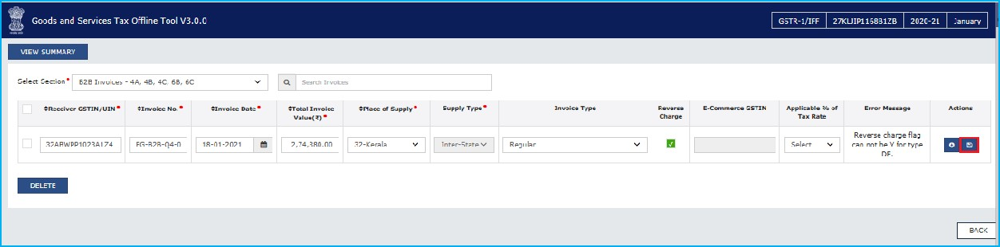 Goods and Services Tax Offline Tool V3.0.0
GSTR-1/IFF 27KLJIP1168B1ZB 2020-21 January
VIEW SUMMARY
Select Section• B2B Invoices - 4A, 4B, 4C, 6B, 6C Search Invoices
Receiver GSTIN/UIN• Invoice No.• Invoice Date• Total Invoice Value(₹)• Place of Supply• Supply Type• Invoice Type Reverse Charge E-Commerce GSTIN Applicable % of Tax Rate Error Message Actions
32ABWPP1023A1Z4 FG-B2B-Q4-0 18-01-2021 2,74,380.00 32-Kerala Inter-State Regular Select Reverse charge flag
can not be Y for type
DE.
DELETE
BACK